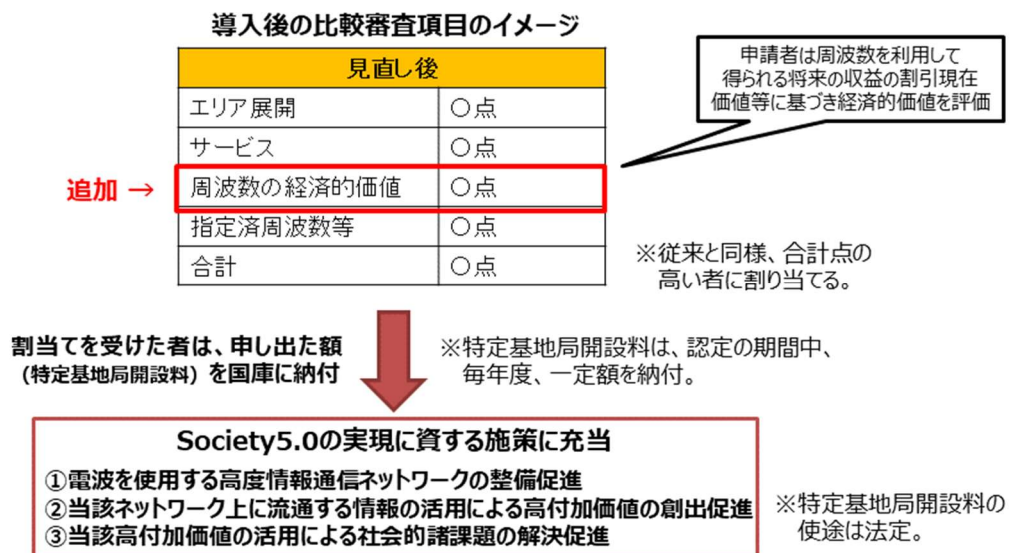 導入後の比較審査項目のイメージ
見直し後
エリア展開 〇点
サービス 〇点
追加 → 周波数の経済的価値 〇点
指定済周波数等 〇点
合計 〇点
申請者は周波数を利用して
得られる将来の収益の割引現在
価値等に基づき経済的価値を評価
※従来と同様、合計点の
高い者に割り当てる。
割当てを受けた者は、申し出た額
(特定基地局開設料)を国庫に納付
※特定基地局開設料は、認定の期間中、
毎年度、一定額を納付。
Society5.0の実現に資する施策に充当
①電波を使用する高度情報通信ネットワークの整備促進
②当該ネットワーク上に流通する情報の活用による高付加価値の創出促進
③当該高付加価値の活用による社会的諸課題の解決促進
※特定基地局開設料の
使途は法定。